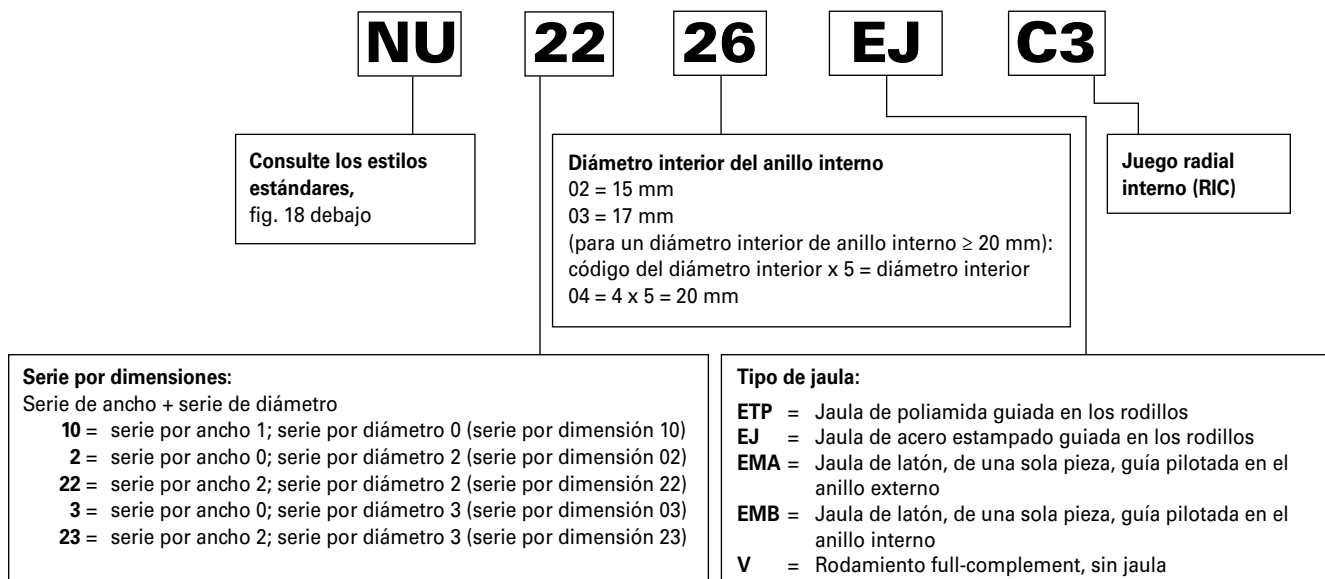 NU 22 26 EJ C3
Consulte los estilos
estándares,
fig. 18 debajo
Diámetro interior del anillo interno
02 = 15 mm
03 = 17 mm
(para un diámetro interior de anillo interno ≥ 20 mm):
código del diámetro interior x 5 = diámetro interior
04 = 4 x 5 = 20 mm
Juego radial
interno (RIC)
Serie por dimensiones:
Serie de ancho + serie de diámetro
10 = serie por ancho 1; serie por diámetro 0 (serie por dimensión 10)
2 = serie por ancho 0; serie por diámetro 2 (serie por dimensión 02)
22 = serie por ancho 2; serie por diámetro 2 (serie por dimensión 22)
3 = serie por ancho 0; serie por diámetro 3 (serie por dimensión 03)
23 = serie por ancho 2; serie por diámetro 3 (serie por dimensión 23)
Tipo de jaula:
ETP = Jaula de poliamida guiada en los rodillos
EJ = Jaula de acero estampado guiada en los rodillos
EMA = Jaula de latón, de una sola pieza, guía pilotada en el
anillo externo
EMB = Jaula de latón, de una sola pieza, guía pilotada en el
anillo interno
V = Rodamiento full-complement, sin jaula